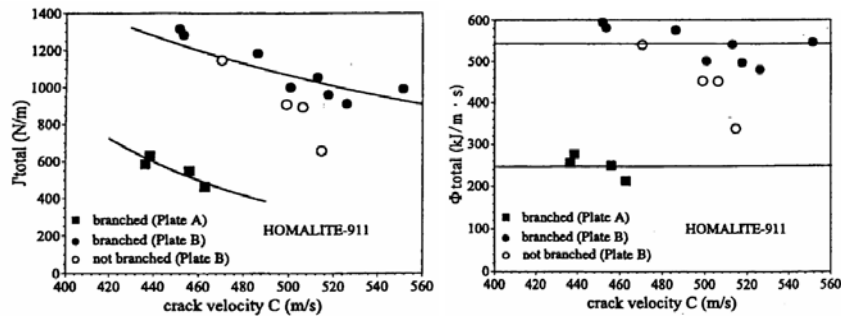 J'total (N/m)
1400
1200
1000
800
600
400
200
0
branched (Plate A)
branched (Plate B)
not branched (Plate B)
HOMALITE-911
400 420 440 460 480 500 520 540 560
crack velocity C (m/s)
Φ total (kJ/m · s)
600
500
400
300
200
100
0
branched (Plate A)
branched (Plate B)
not branched (Plate B)
HOMALITE-911
400 420 440 460 480 500 520 540 560
crack velocity C (m/s)